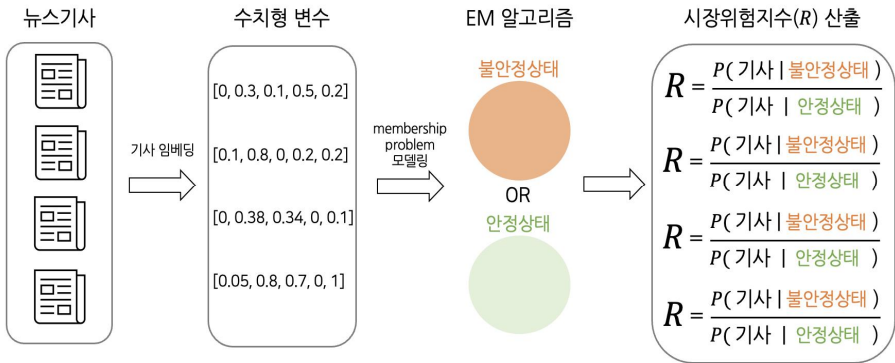 뉴스기사
수치형 변수
EM 알고리즘
시장위험지수(R) 산출
기사 임베딩
[0, 0.3, 0.1, 0.5, 0.2]
[0.1, 0.8, 0, 0.2, 0.2]
[0, 0.38, 0.34, 0, 0.1]
[0.05, 0.8, 0.7, 0, 1]
membership
problem
모델링
불안정상태
OR
안정상태
R = P( 기사 | 불안정상태 )
P( 기사 | 안정상태 )
R = P( 기사 | 불안정상태 )
P( 기사 | 안정상태 )
R = P( 기사 | 불안정상태 )
P( 기사 | 안정상태 )
R = P( 기사 | 불안정상태 )
P( 기사 | 안정상태 )